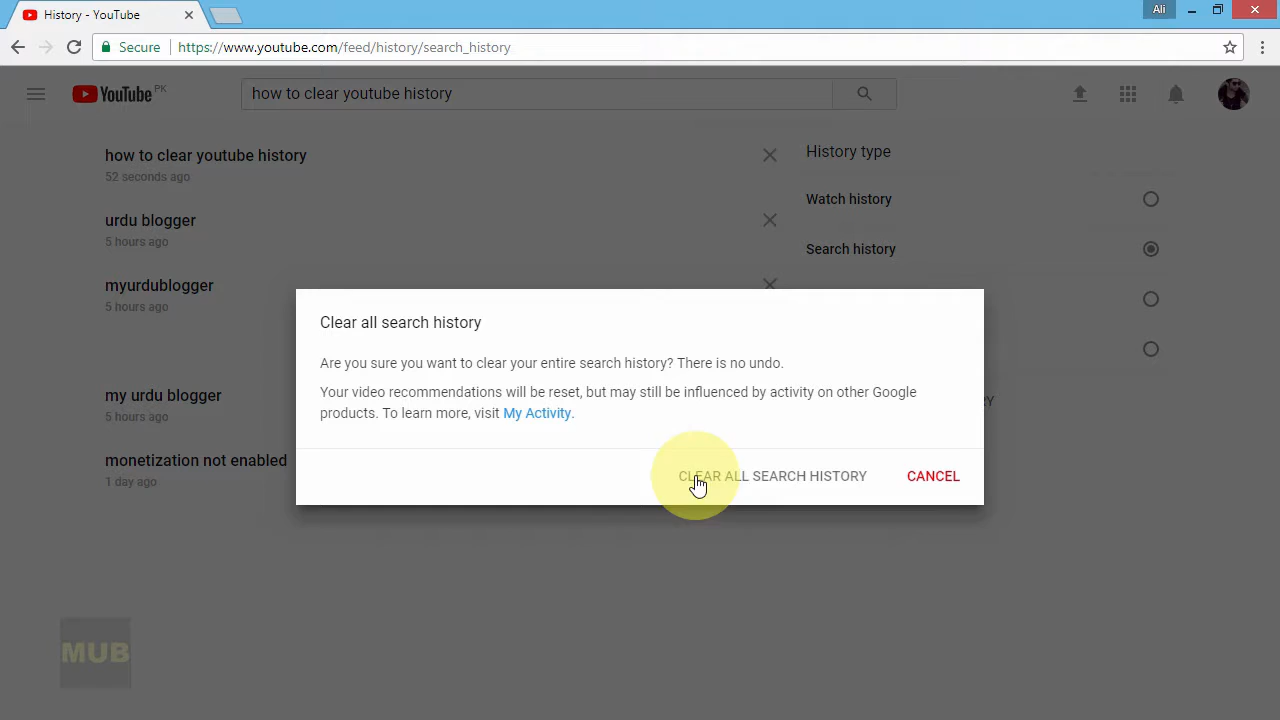 History - YouTube
Ali
Secure
https://www.youtube.com/feed/history/search_history
YouTube PK
how to clear youtube history
how to clear youtube history
52 seconds ago
urdu blogger
5 hours ago
myurdublogger
5 hours ago
my urdu blogger
5 hours ago
monetization not enabled
1 day ago
History type
Watch history
Search history
Clear all search history
Are you sure you want to clear your entire search history? There is no undo.
Your video recommendations will be reset, but may still be influenced by activity on other Google
products. To learn more, visit My Activity.
CLEAR ALL SEARCH HISTORY
CANCEL
MUB